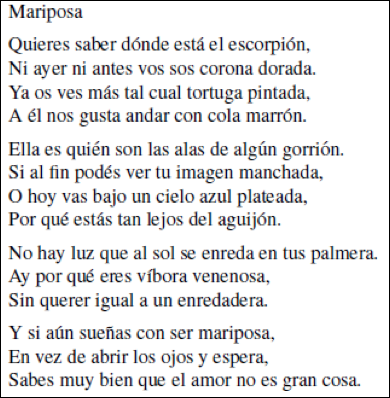 Mariposa
Quieres saber dónde está el escorpión,
Ni ayer ni antes vos sos corona dorada.
Ya os ves más tal cual tortuga pintada,
A él nos gusta andar con cola marrón.
Ella es quién son las alas de algún gorrión.
Si al fin podés ver tu imagen manchada,
O hoy vas bajo un cielo azul plateada,
Por qué estás tan lejos del aguijón.
No hay luz que al sol se enreda en tus palmera.
Ay por qué eres víbora venenosa,
Sin querer igual a un enredadera.
Y si aún sueñas con ser mariposa,
En vez de abrir los ojos y espera,
Sabes muy bien que el amor no es gran cosa.